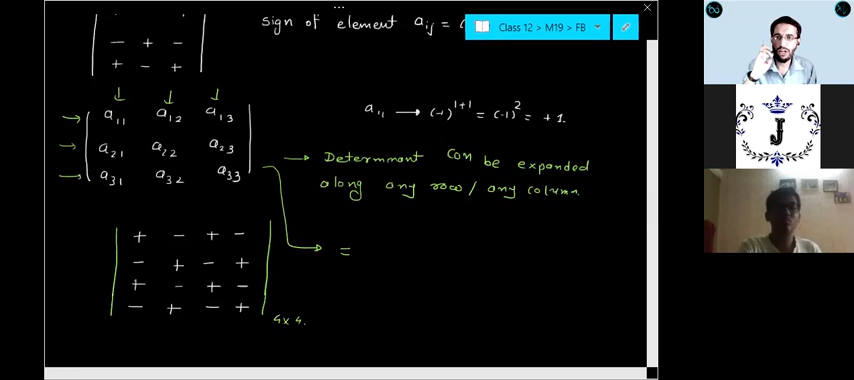 - + -
+ - +
sign of element aij = (
Class 12 > M19 > FB
a11 a12 a13
a21 a22 a23
a31 a32 a33
a11 → (-1)^1+1 = (-1)^2 = +1.
→ Determinant can be expanded
along any row/ any column.
+ - + -
- + - +
+ - + -
- + - +
4x4.
=
J